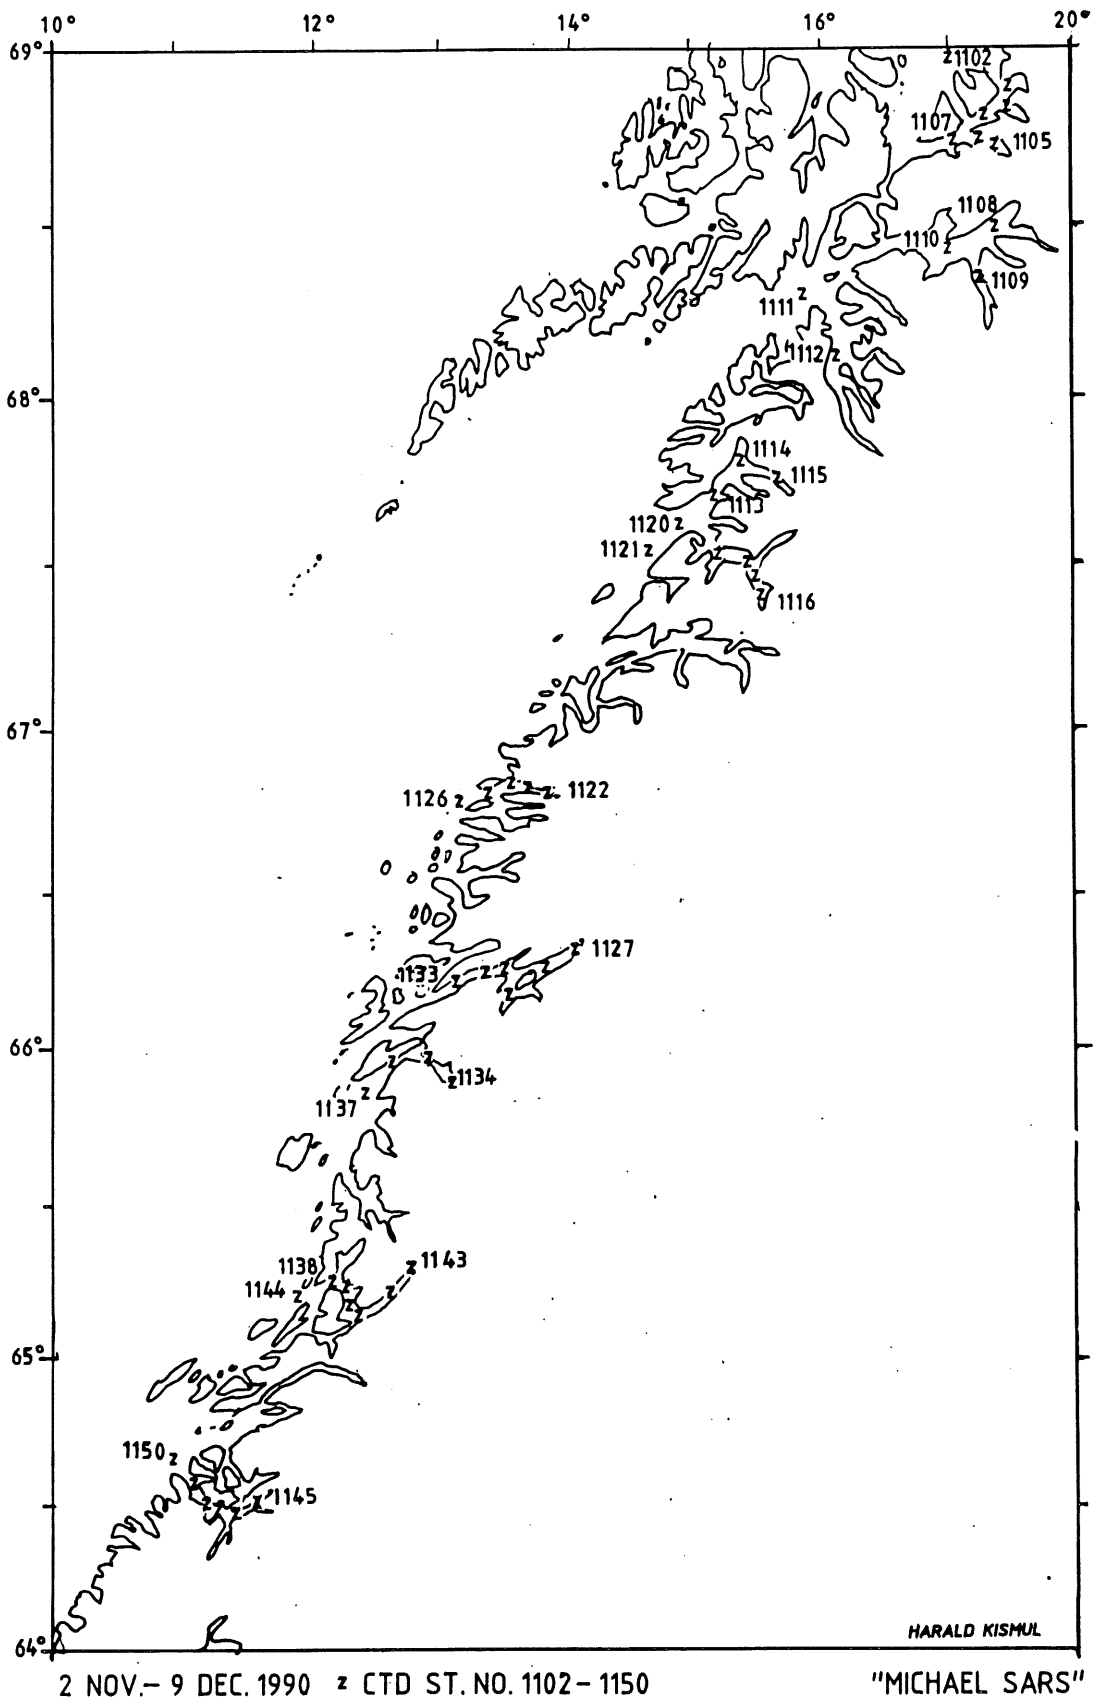 10° 12° 14° 16° 20°
69°
z1102
1107
1105
1108
1110
1109
1111 z
1112
68°
1114
1115
1113
1120 z
1121 z
1116
67°
1126 z
1122
1127
1133
66°
1134
1137
1138
1143
1144 z
65°
1150 z
1145
64°
HARALD KISMUL
2 NOV.- 9 DEC. 1990 z CTD ST. NO. 1102 - 1150 "MICHAEL SARS"